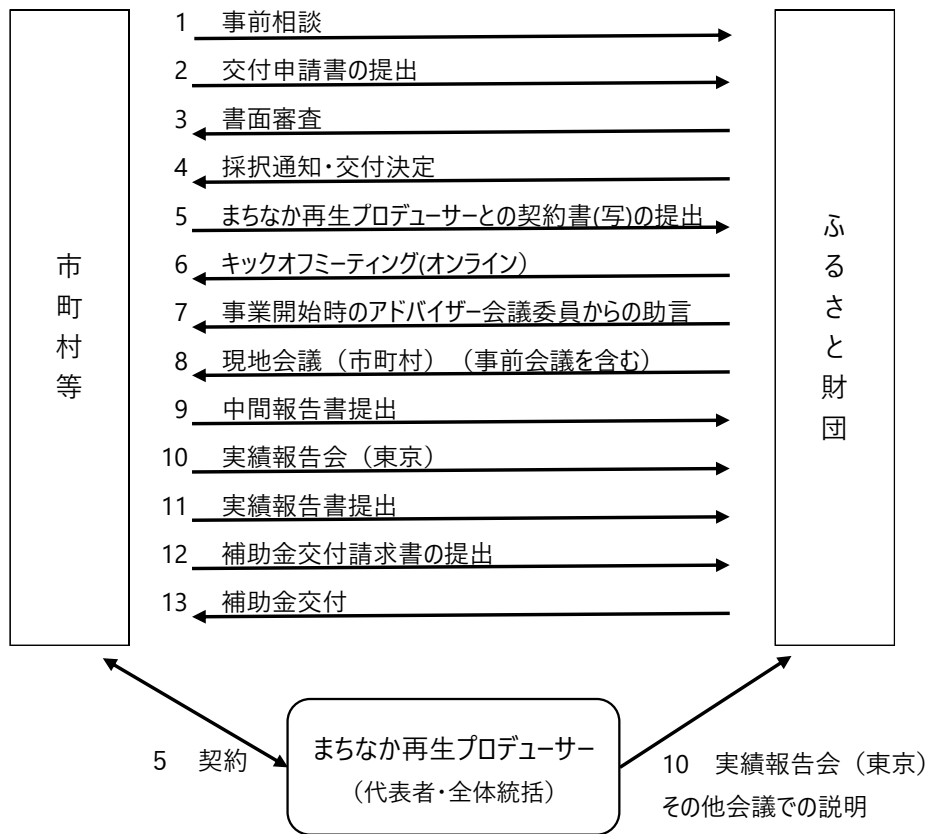 市町村等
1 事前相談
2 交付申請書の提出
3 書面審査
4 採択通知・交付決定
5 まちなか再生プロデューサーとの契約書(写)の提出
6 キックオフミーティング(オンライン）
7 事業開始時のアドバイザー会議委員からの助言
8 現地会議（市町村）（事前会議を含む）
9 中間報告書提出
10 実績報告会（東京）
11 実績報告書提出
12 補助金交付請求書の提出
13 補助金交付
ふるさと財団
5 契約
まちなか再生プロデューサー
（代表者・全体統括）
10 実績報告会（東京）
その他会議での説明